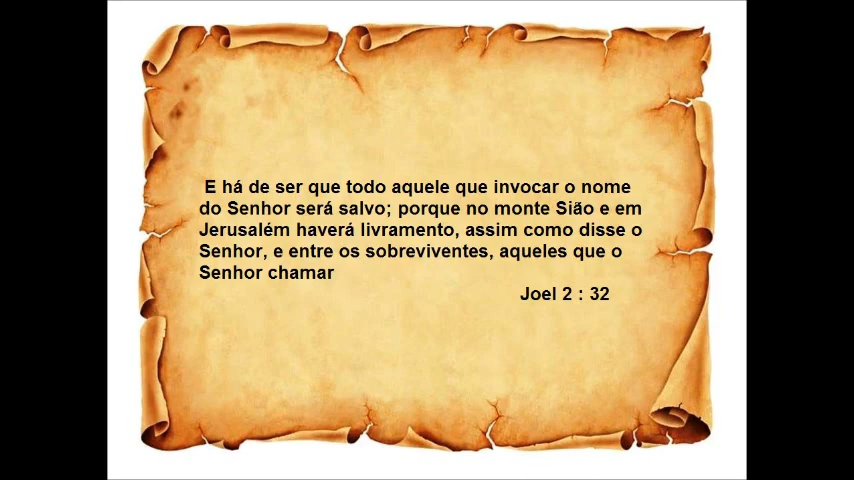 E há de ser que todo aquele que invocar o nome
do Senhor será salvo; porque no monte Sião e em
Jerusalém haverá livramento, assim como disse o
Senhor, e entre os sobreviventes, aqueles que o
Senhor chamar
Joel 2 : 32